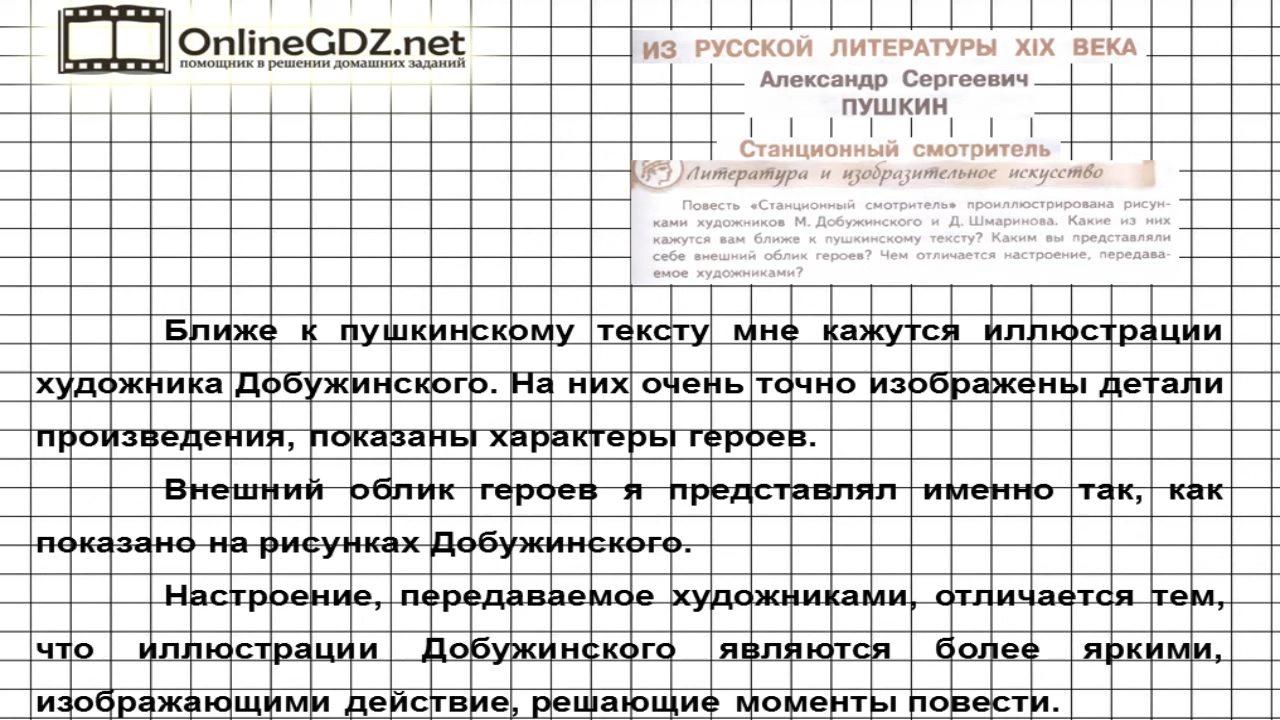 OnlineGDZ.net
помощник в решении домашних заданий
ИЗ РУССКОЙ ЛИТЕРАТУРЫ XIX ВЕКА
Александр Сергеевич
ПУШКИН
Станционный смотритель
Литература и изобразительное искусство
Повесть «Станционный смотритель» проиллюстрирована рисун-
ками художников М. Добужинского и Д. Шмаринова. Какие из них
кажутся вам ближе к пушкинскому тексту? Каким вы представляли
себе внешний облик героев? Чем отличается настроение, передава-
емое художниками?
Ближе к пушкинскому тексту мне кажутся иллюстрации
художника Добужинского. На них очень точно изображены детали
произведения, показаны характеры героев.
Внешний облик героев я представлял именно так, как
показано на рисунках Добужинского.
Настроение, передаваемое художниками, отличается тем,
что иллюстрации Добужинского являются более яркими,
изображающими действие, решающие моменты повести.